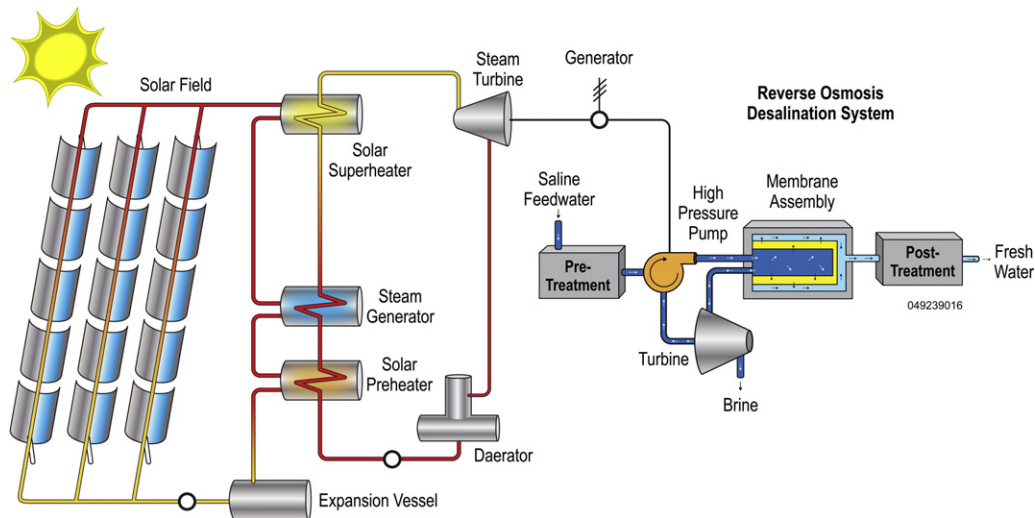 Solar Field
Steam
Turbine
Generator
Reverse Osmosis
Desalination System
Solar
Superheater
Saline
Feedwater
High
Pressure
Pump
Membrane
Assembly
Pre-
Treatment
Post-
Treatment
Fresh
Water
049239016
Steam
Generator
Turbine
Solar
Preheater
Brine
Daerator
Expansion Vessel